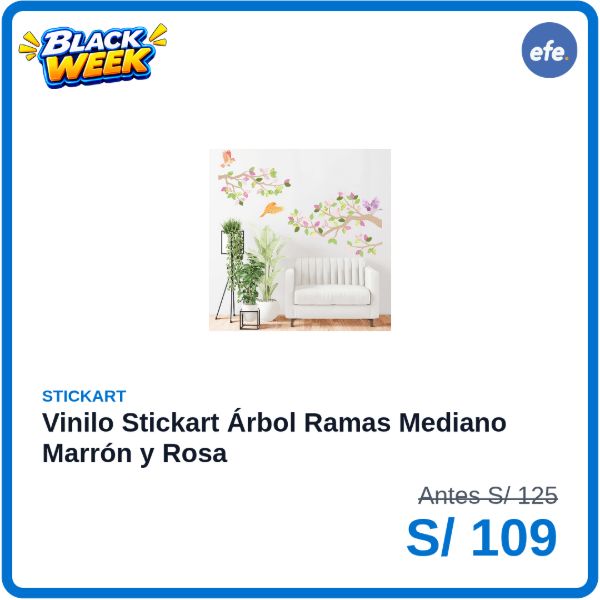 BLACK
WEEK
efe.
STICKART
Vinilo Stickart Árbol Ramas Mediano
Marrón y Rosa
Antes S/ 125
S/ 109